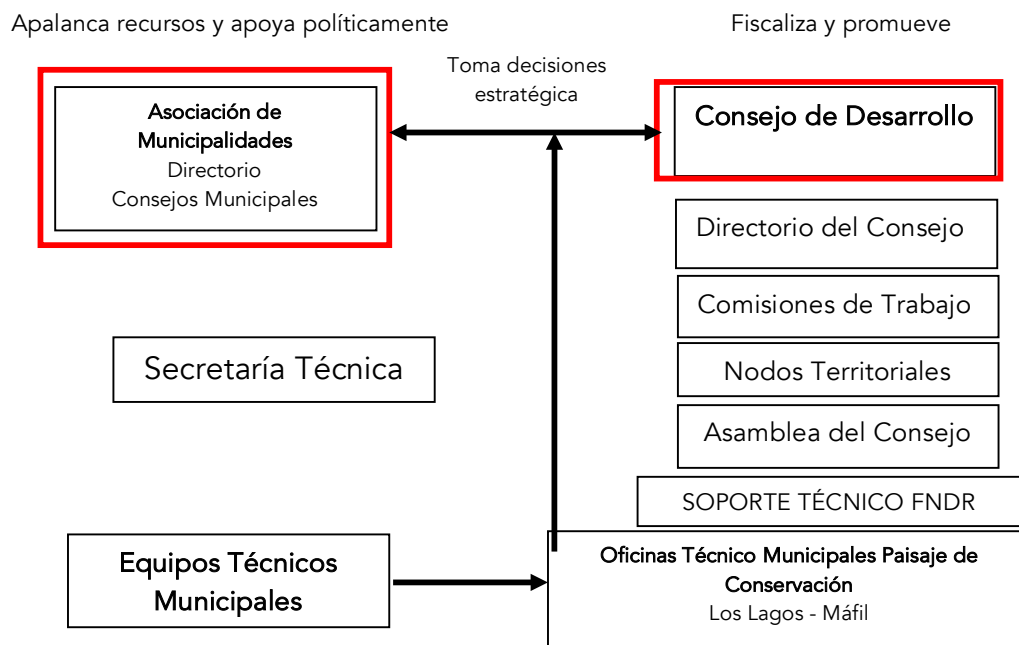 Apalanca recursos y apoya políticamente
Fiscaliza y promueve
Toma decisiones
estratégica
Asociación de
Municipalidades
Directorio
Consejos Municipales
Consejo de Desarrollo
Directorio del Consejo
Comisiones de Trabajo
Secretaría Técnica
Nodos Territoriales
Asamblea del Consejo
SOPORTE TÉCNICO FNDR
Equipos Técnicos
Municipales
Oficinas Técnico Municipales Paisaje de
Conservación
Los Lagos - Máfil